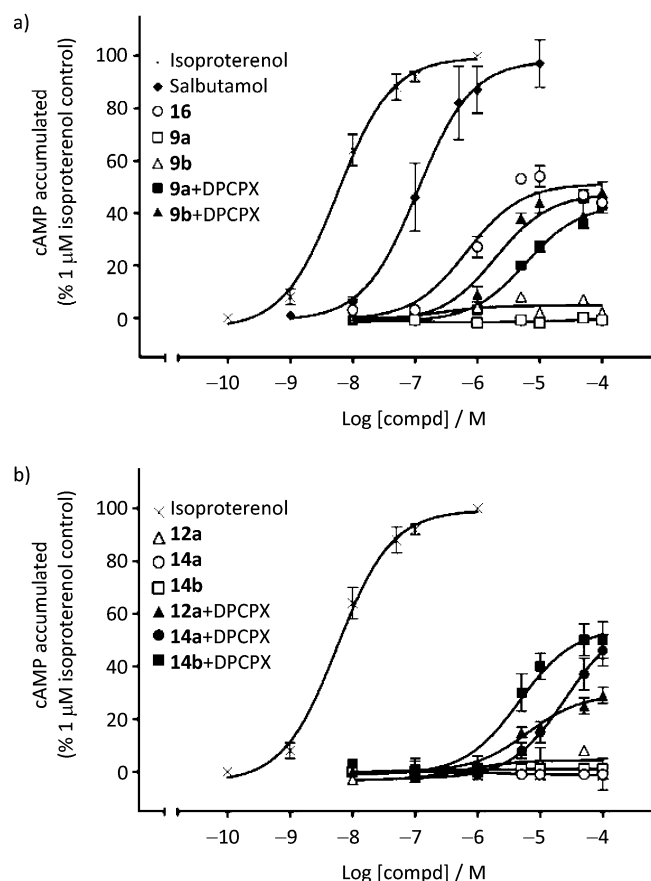 a)
cAMP accumulated
(% 1 µM isoproterenol control)
100
80
60
40
20
0
Isoproterenol
Salbutamol
16
9a
9b
9a+DPCPX
9b+DPCPX
−10 −9 −8 −7 −6 −5 −4
Log [compd] / M
b)
cAMP accumulated
(% 1 µM isoproterenol control)
100
80
60
40
20
0
Isoproterenol
12a
14a
14b
12a+DPCPX
14a+DPCPX
14b+DPCPX
−10 −9 −8 −7 −6 −5 −4
Log [compd] / M